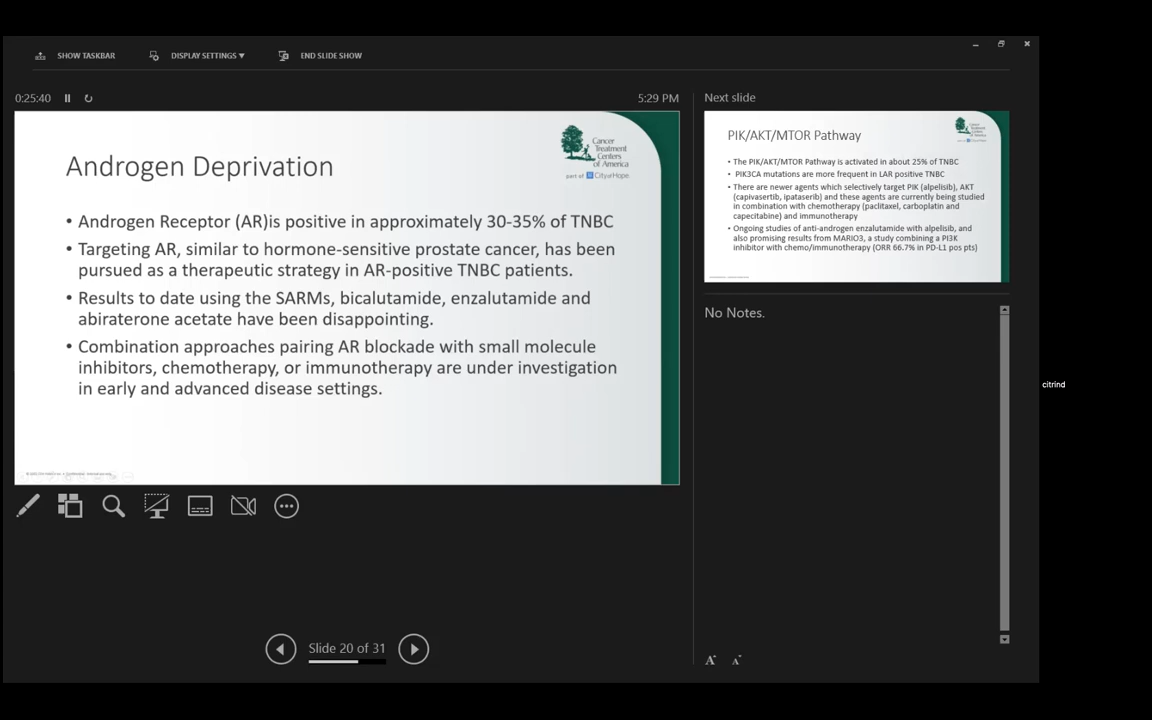 SHOW TASKBAR
DISPLAY SETTINGS ▼
END SLIDE SHOW
0:25:40
5:29 PM
Androgen Deprivation
Cancer
Treatment
Centers
of America
part of CityofHope
• Androgen Receptor (AR)is positive in approximately 30-35% of TNBC
• Targeting AR, similar to hormone-sensitive prostate cancer, has been
pursued as a therapeutic strategy in AR-positive TNBC patients.
• Results to date using the SARMs, bicalutamide, enzalutamide and
abiraterone acetate have been disappointing.
• Combination approaches pairing AR blockade with small molecule
inhibitors, chemotherapy, or immunotherapy are under investigation
in early and advanced disease settings.
Slide 20 of 31
Next slide
PIK/AKT/MTOR Pathway
Cancer
Treatment
Centers
of America
• The PIK/AKT/MTOR Pathway is activated in about 25% of TNBC
• PIK3CA mutations are more frequent in LAR positive TNBC
• There are newer agents which selectively target PIK (alpelisib), AKT
(capivasertib, ipataserib) and these agents are currently being studied
in combination with chemotherapy (paclitaxel, carboplatin and
capecitabine) and immunotherapy
• Ongoing studies of anti-androgen enzalutamide with alpelisib, and
also promising results from MARIO3, a study combining a PI3K
inhibitor with chemo/immunotherapy (ORR 66.7% in PD-L1 pos pts)
No Notes.
A A
citrind